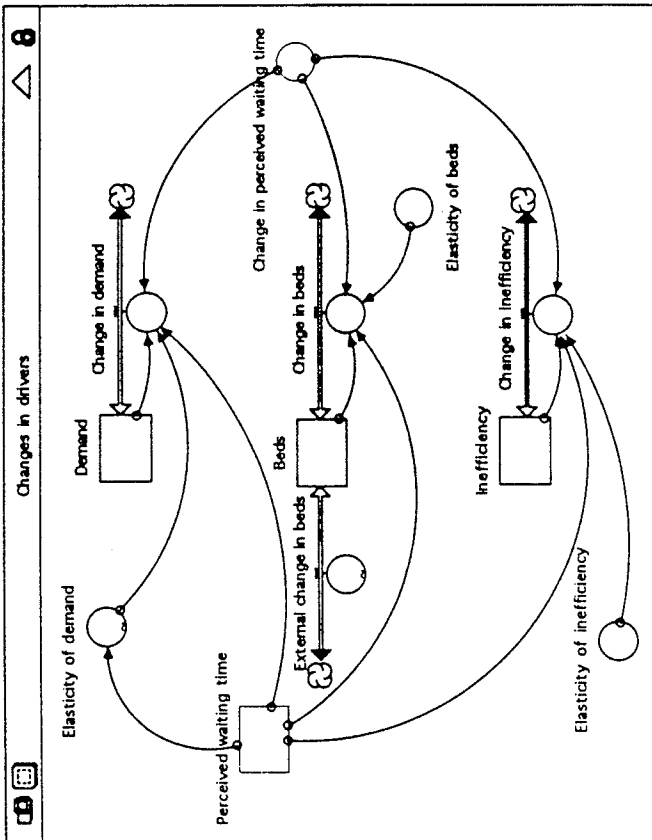 Changes in drivers
Elasticity of demand
Demand
Change in demand
Perceived waiting time
External change in beds
Beds
Change in beds
Change in perceived waiting time
Elasticity of beds
Inefficiency
Change in inefficiency
Elasticity of inefficiency